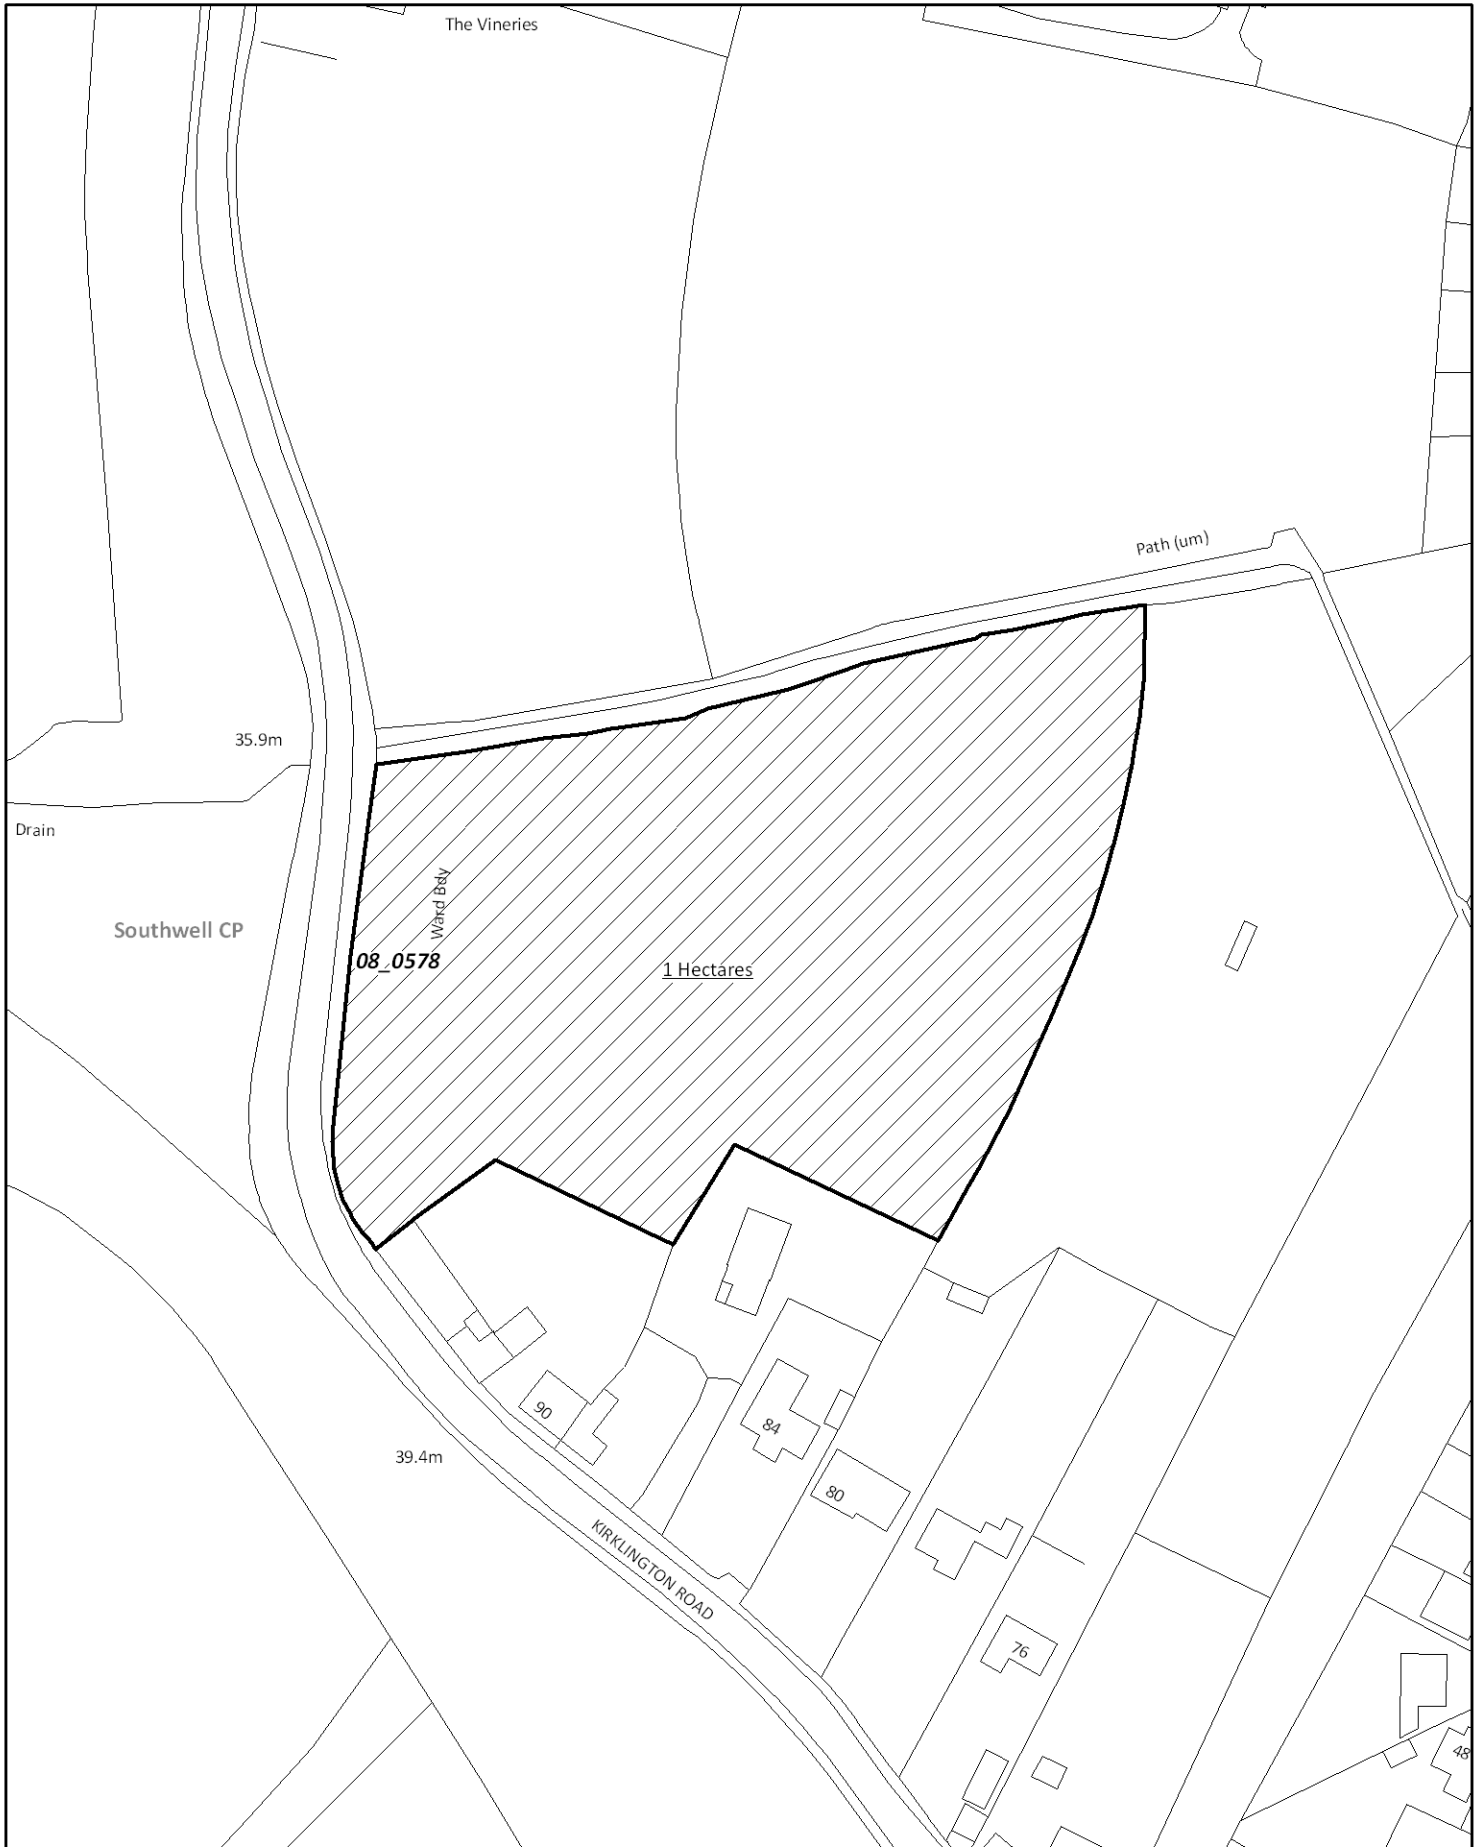 The Vineries
Path (um)
35.9m
Drain
Ward Bdy
Southwell CP
08_0578
1 Hectares
90
84
39.4m
80
KIRKLINGTON ROAD
76
48